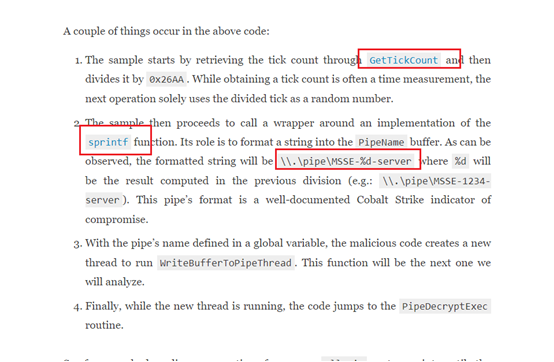 A couple of things occur in the above code:
1. The sample starts by retrieving the tick count through GetTickCount and then
divides it by 0x26AA. While obtaining a tick count is often a time measurement, the
next operation solely uses the divided tick as a random number.
2. The sample then proceeds to call a wrapper around an implementation of the
sprintf function. Its role is to format a string into the PipeName buffer. As can be
observed, the formatted string will be \\.\pipe\MSSE-%d-server where %d will
be the result computed in the previous division (e.g.: \\.\pipe\MSSE-1234-
server). This pipe's format is a well-documented Cobalt Strike indicator of
compromise.
3. With the pipe's name defined in a global variable, the malicious code creates a new
thread to run WriteBufferToPipeThread. This function will be the next one we
will analyze.
4. Finally, while the new thread is running, the code jumps to the PipeDecryptExec
routine.